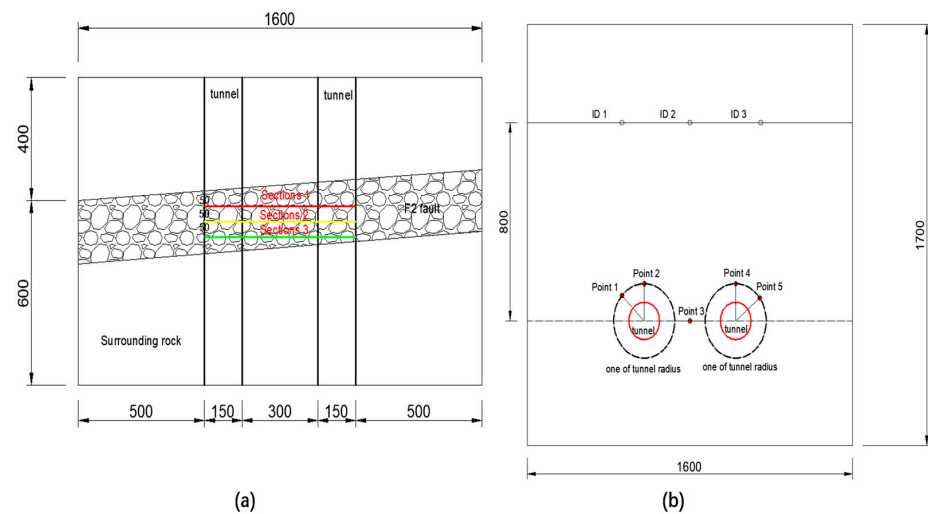 1600
tunnel
tunnel
400
600
50
50
50
Sections 1
Sections 2
Sections 3
F2 fault
Surrounding rock
500
150
300
150
500
(a)
ID 1
ID 2
ID 3
800
1700
Point 1
Point 2
Point 3
Point 4
Point 5
tunnel
tunnel
one of tunnel radius
one of tunnel radius
1600
(b)